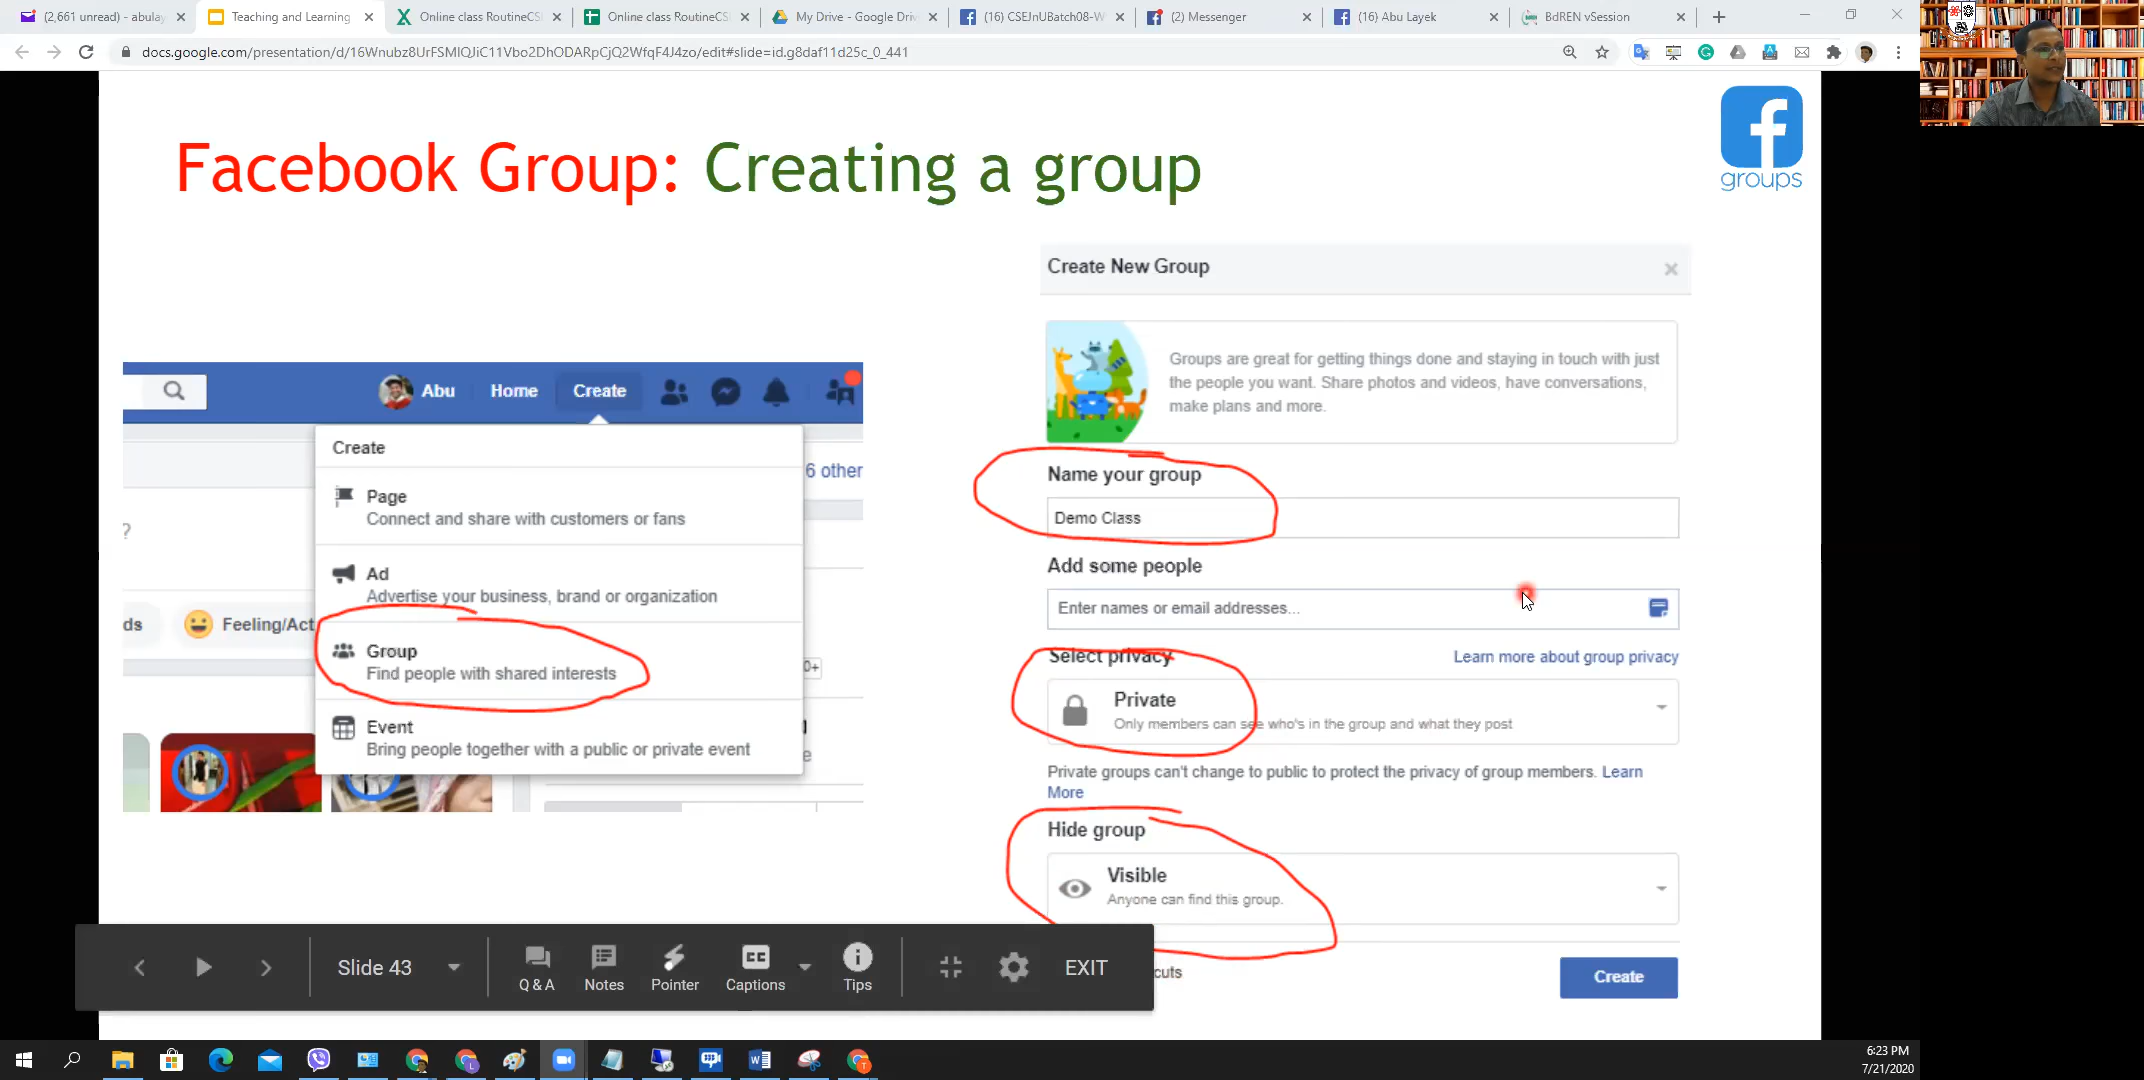 (2,661 unread) - abulay
Teaching and Learning
Online class RoutineCSI
Online class RoutineCSI
My Drive - Google Driv
(16) CSEJnUBatch08-W
(2) Messenger
(16) Abu Layek
BdREN vSession
docs.google.com/presentation/d/16Wnubz8UrFSMIQJiC11Vbo2DhODARpCjQ2WfqF4J4zo/edit#slide=id.g8daf11d25c_0_441
Facebook Group: Creating a group
groups
Abu
Home
Create
Create
6 other
Page
Connect and share with customers or fans
?
Ad
Advertise your business, brand or organization
ds
Feeling/Act
Group
Find people with shared interests
0+
Event
Bring people together with a public or private event
e
Create New Group
Groups are great for getting things done and staying in touch with just
the people you want. Share photos and videos, have conversations,
make plans and more.
Name your group
Demo Class
Add some people
Enter names or email addresses...
Select privacy
Learn more about group privacy
Private
Only members can see who's in the group and what they post
Private groups can't change to public to protect the privacy of group members. Learn
More
Hide group
Visible
Anyone can find this group.
cuts
Create
Slide 43
Q & A
Notes
Pointer
CC
Captions
Tips
EXIT
6:23 PM
7/21/2020